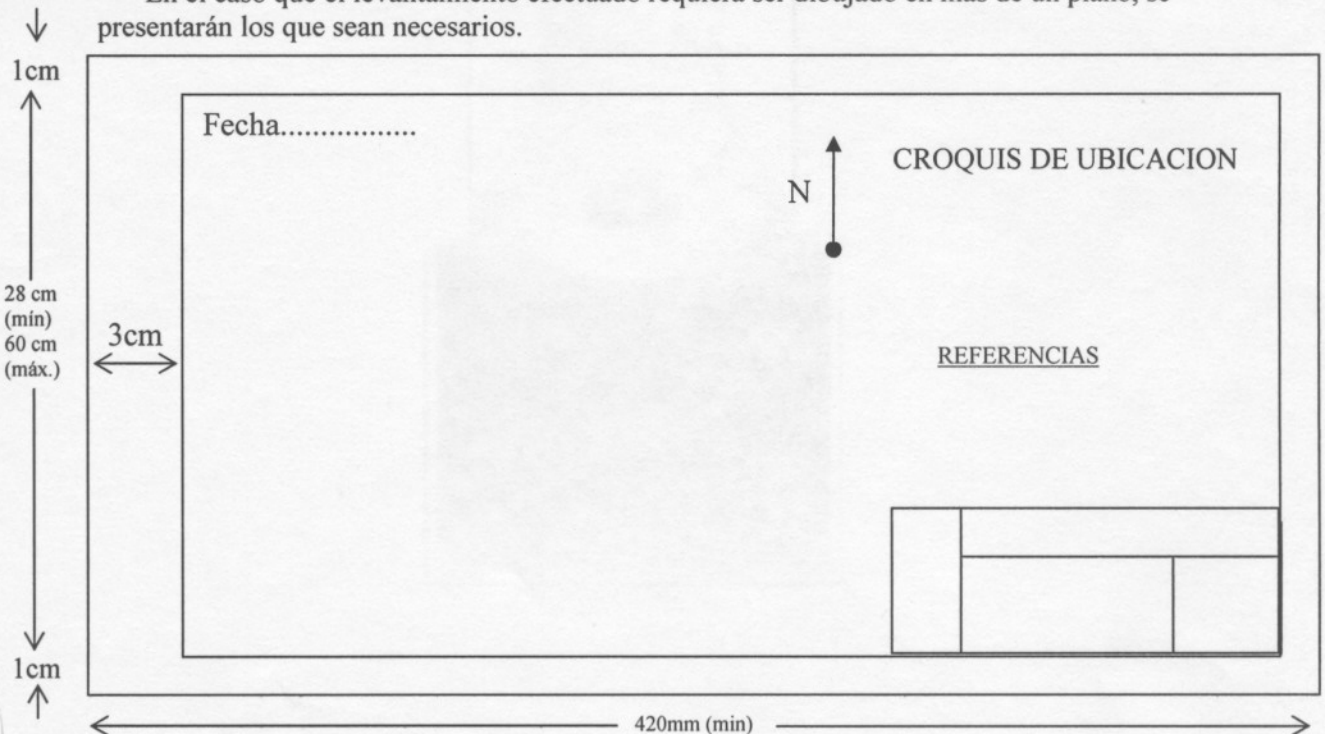 presentarán los que sean necesarios.
1cm
Fecha.................
CROQUIS DE UBICACION
N
28 cm
(mín)
60 cm
(máx.)
3cm
REFERENCIAS
1cm
420mm (min)